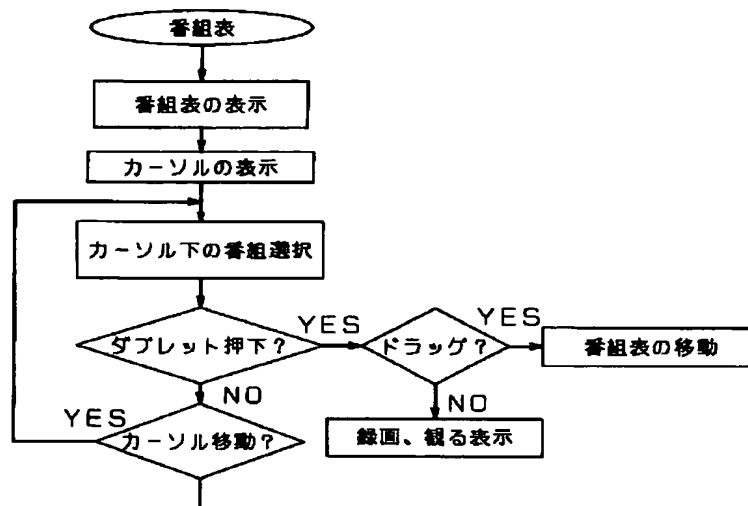 番組表
番組表の表示
カーソルの表示
カーソル下の番組選択
ダブレット押下?
YES
ドラッグ?
YES
番組表の移動
NO
NO
録画、観る表示
YES
カーソル移動?